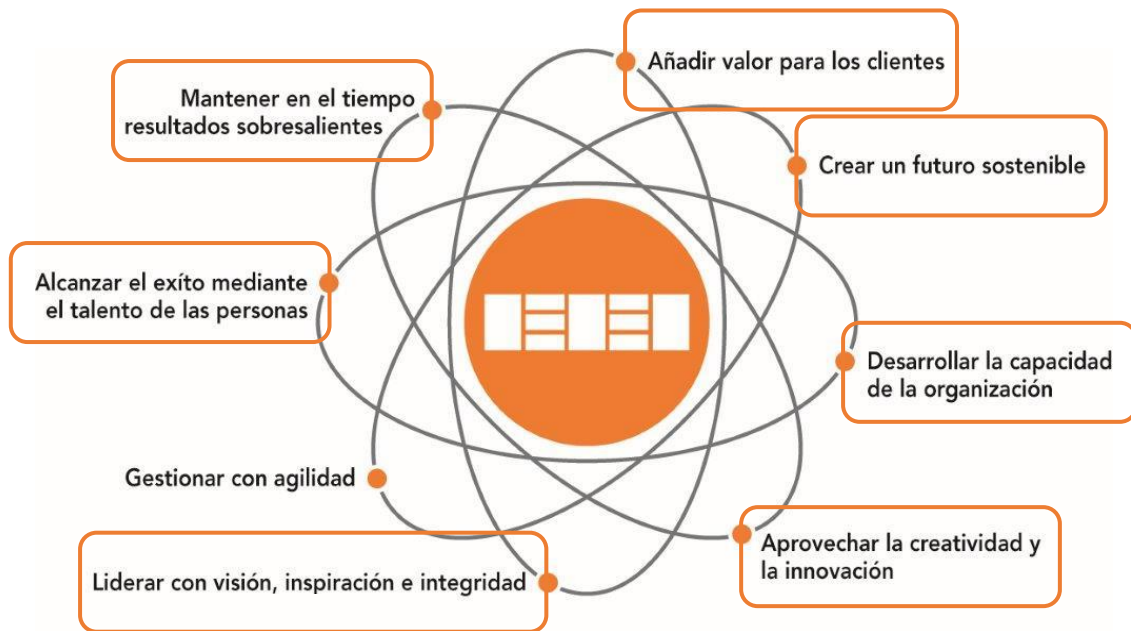 Añadir valor para los clientes
Mantener en el tiempo
resultados sobresalientes
Crear un futuro sostenible
Alcanzar el exíto mediante
el talento de las personas
Desarrollar la capacidad
de la organización
Gestionar con agilidad
Aprovechar la creatividad y
la innovación
Liderar con visión, inspiración e integridad